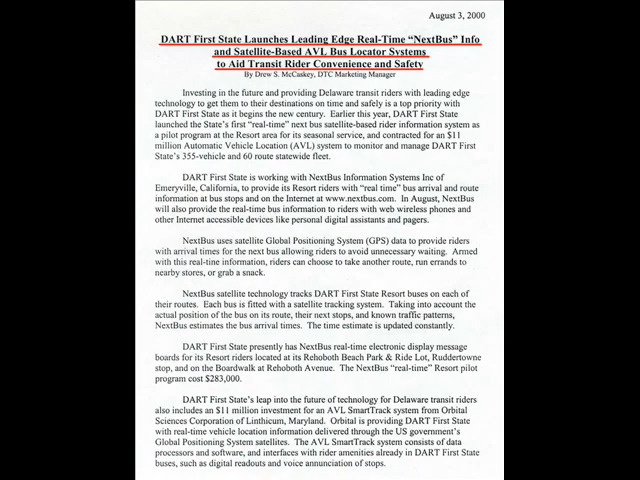 August 3, 2000
DART First State Launches Leading Edge Real-Time “NextBus” Info
and Satellite-Based AVL Bus Locator Systems
to Aid Transit Rider Convenience and Safety
By Drew S. McCaskey, DTC Marketing Manager
Investing in the future and providing Delaware transit riders with leading edge
technology to get them to their destinations on time and safely is a top priority with
DART First State as it begins the new century. Earlier this year, DART First State
launched the State's first “real-time” next bus satellite-based rider information system as
a pilot program at the Resort area for its seasonal service, and contracted for an $11
million Automatic Vehicle Location (AVL) system to monitor and manage DART First
State's 355-vehicle and 60 route statewide fleet.
DART First State is working with NextBus Information Systems Inc of
Emeryville, California, to provide its Resort riders with “real time” bus arrival and route
information at bus stops and on the Internet at www.nextbus.com. In August, NextBus
will also provide the real-time bus information to riders with web wireless phones and
other Internet accessible devices like personal digital assistants and pagers.
NextBus uses satellite Global Positioning System (GPS) data to provide riders
with arrival times for the next bus allowing riders to avoid unnecessary waiting. Armed
with this real-tine information, riders can choose to take another route, run errands to
nearby stores, or grab a snack.
NextBus satellite technology tracks DART First State Resort buses on each of
their routes. Each bus is fitted with a satellite tracking system. Taking into account the
actual position of the bus on its route, their next stops, and known traffic patterns,
NextBus estimates the bus arrival times. The time estimate is updated constantly.
DART First State presently has NextBus real-time electronic display message
boards for its Resort riders located at its Rehoboth Beach Park & Ride Lot, Ruddertowne
stop, and on the Boardwalk at Rehoboth Avenue. The NextBus “real-time” Resort pilot
program cost $283,000.
DART First State's leap into the future of technology for Delaware transit riders
also includes an $11 million investment for an AVL SmartTrack system from Orbital
Sciences Corporation of Linthicum, Maryland. Orbital is providing DART First State
with real-time vehicle location information delivered through the US government's
Global Positioning System satellites. The AVL SmartTrack system consists of data
processors and software, and interfaces with rider amenities already in DART First State
buses, such as digital readouts and voice annunciation of stops.